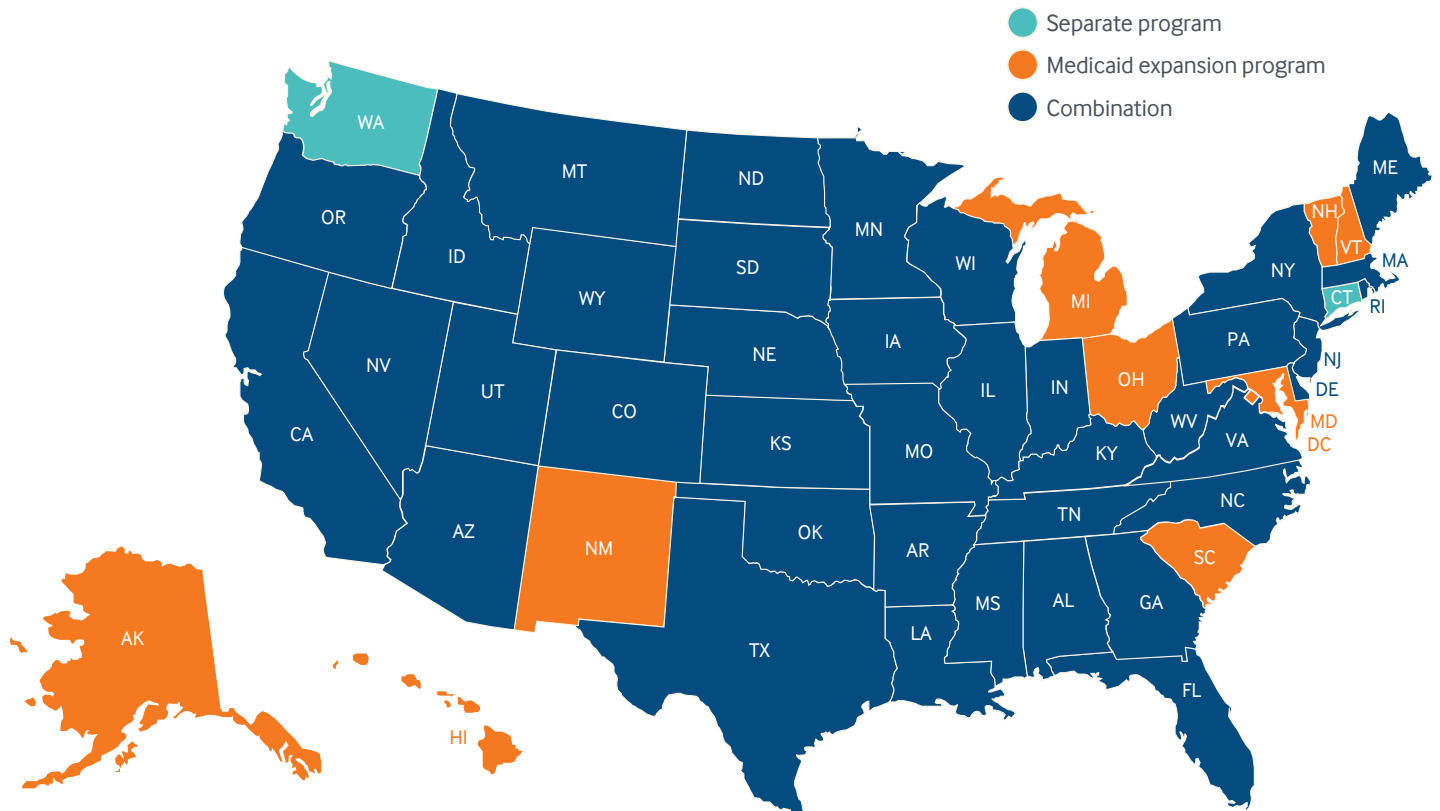 Separate program
Medicaid expansion program
Combination
WA
MT
ND
ME
OR
MN
NH
VT
ID
SD
WI
NY
MA
WY
MI
CT
RI
NE
IA
PA
NV
UT
IL
IN
OH
NJ
DE
CO
MD
CA
KS
MO
WV
VA
DC
KY
NC
AZ
NM
OK
TN
AR
SC
MS
AL
GA
AK
TX
LA
FL
HI